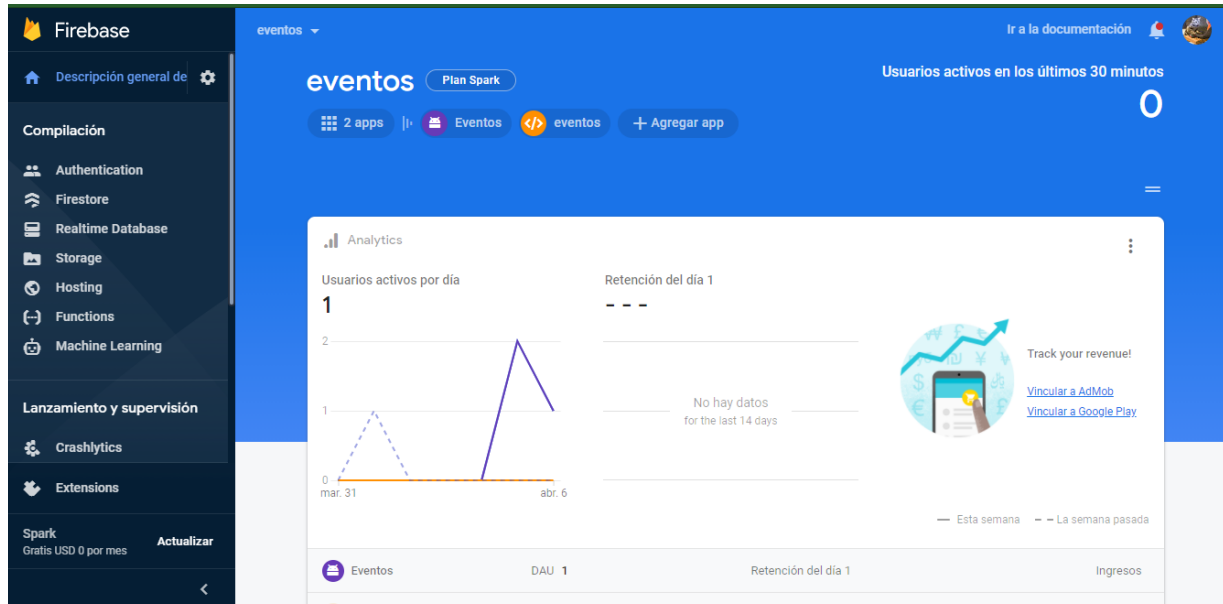 Firebase
eventos
Ir a la documentación
Descripción general de
eventos
Plan Spark
Usuarios activos en los últimos 30 minutos
0
2 apps
Eventos
eventos
+ Agregar app
Compilación
Authentication
Firestore
Realtime Database
Storage
Hosting
Functions
Machine Learning
Lanzamiento y supervisión
Crashlytics
Extensions
Spark
Gratis USD 0 por mes
Actualizar
Analytics
Usuarios activos por día
1
Retención del día 1
- - -
2
1
0
mar. 31
abr. 6
No hay datos
for the last 14 days
Track your revenue!
Vincular a AdMob
Vincular a Google Play
Esta semana
La semana pasada
Eventos
DAU 1
Retención del día 1
Ingresos